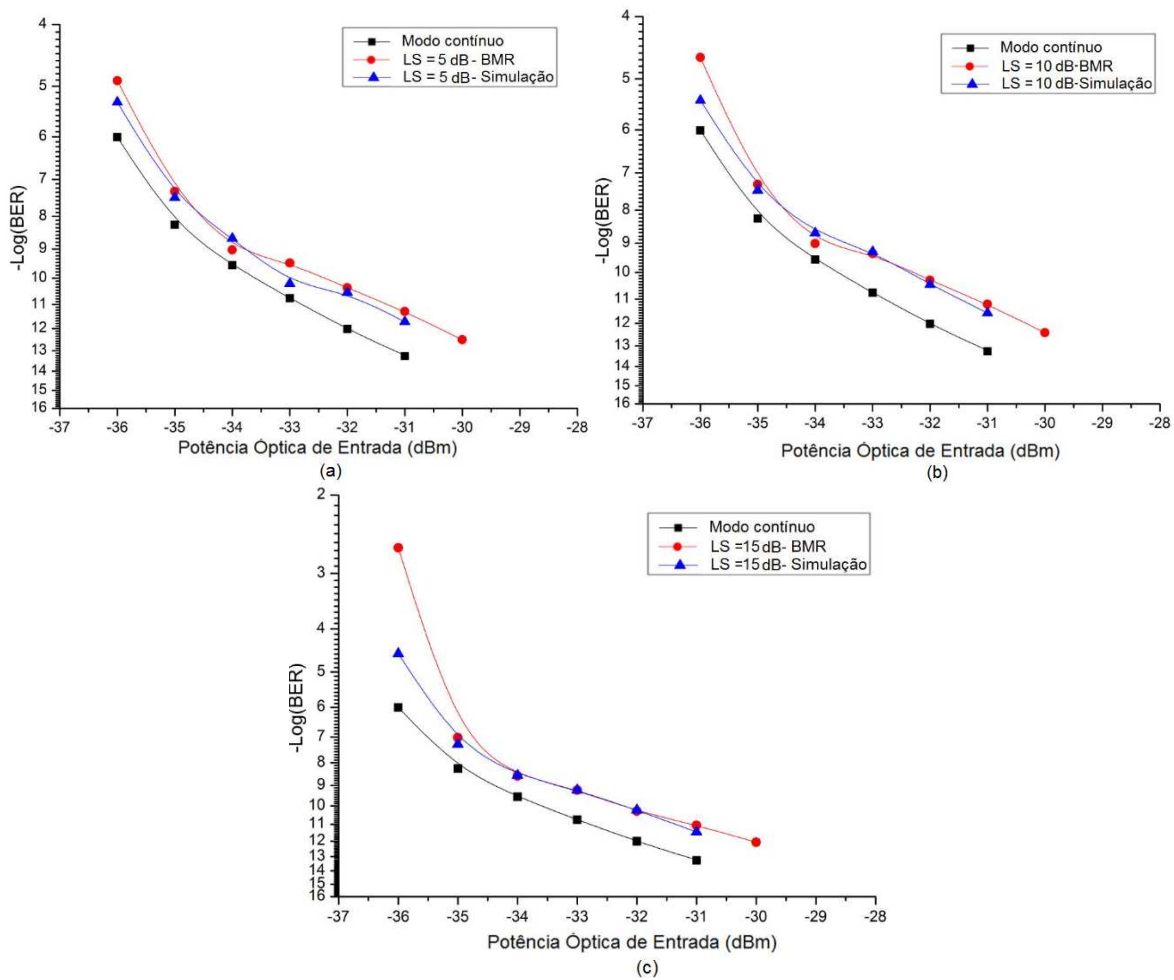 Modo contínuo
LS = 5 dB - BMR
LS = 5 dB - Simulação
-Log(BER)
4
5
6
7
8
9
10
11
12
13
14
15
16
-37 -36 -35 -34 -33 -32 -31 -30 -29 -28
Potência Óptica de Entrada (dBm)
(a)
Modo contínuo
LS = 10 dB-BMR
LS = 10 dB-Simulação
-Log(BER)
4
5
6
7
8
9
10
11
12
13
14
15
16
-37 -36 -35 -34 -33 -32 -31 -30 -29 -28
Potência Óptica de Entrada (dBm)
(b)
Modo contínuo
LS =15 dB- BMR
LS =15 dB- Simulação
-Log(BER)
2
3
4
5
6
7
8
9
10
11
12
13
14
15
16
-37 -36 -35 -34 -33 -32 -31 -30 -29 -28
Potência Óptica de Entrada (dBm)
(c)